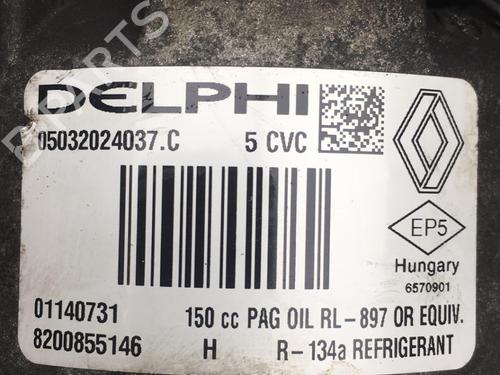 DELPHI
05032024037.C 5 CVC
EP5
Hungary
6570901
01140731 150 cc PAG OIL RL-897 OR EQUIV.
8200855146 H R-134a REFRIGERANT